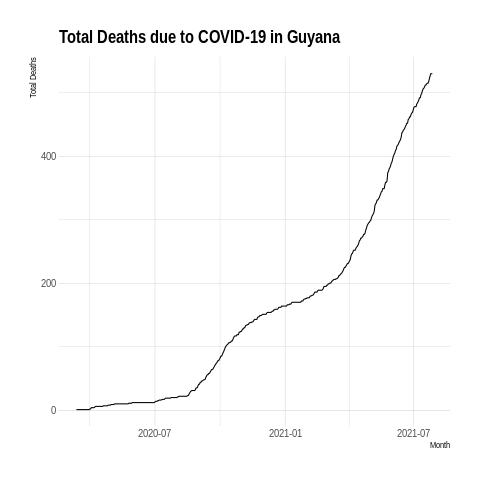 Total Deaths due to COVID-19 in Guyana
Total Deaths
400
200
0
2020-07
2021-01
2021-07
Month